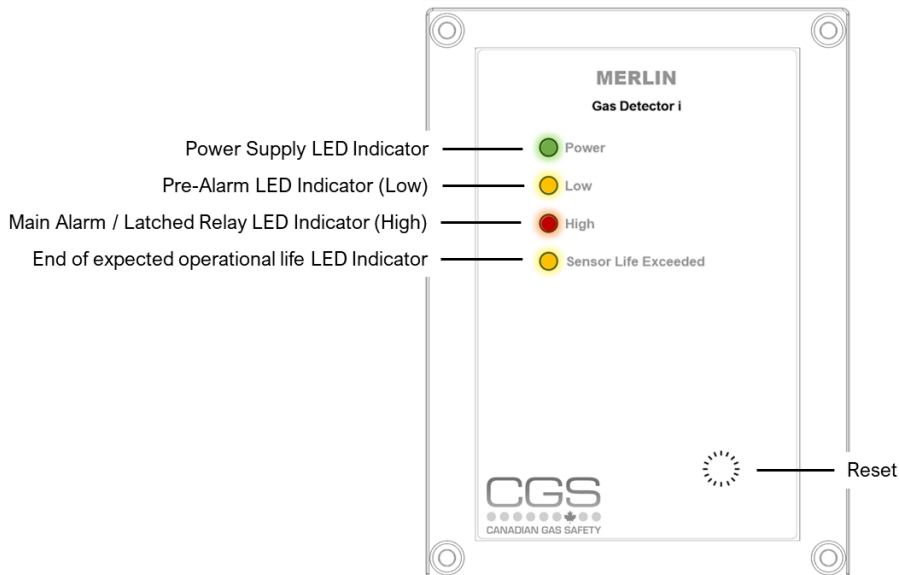 MERLIN
Gas Detector i
Power Supply LED Indicator
Power
Pre-Alarm LED Indicator (Low)
Low
Main Alarm / Latched Relay LED Indicator (High)
High
End of expected operational life LED Indicator
Sensor Life Exceeded
Reset
CGS
CANADIAN GAS SAFETY